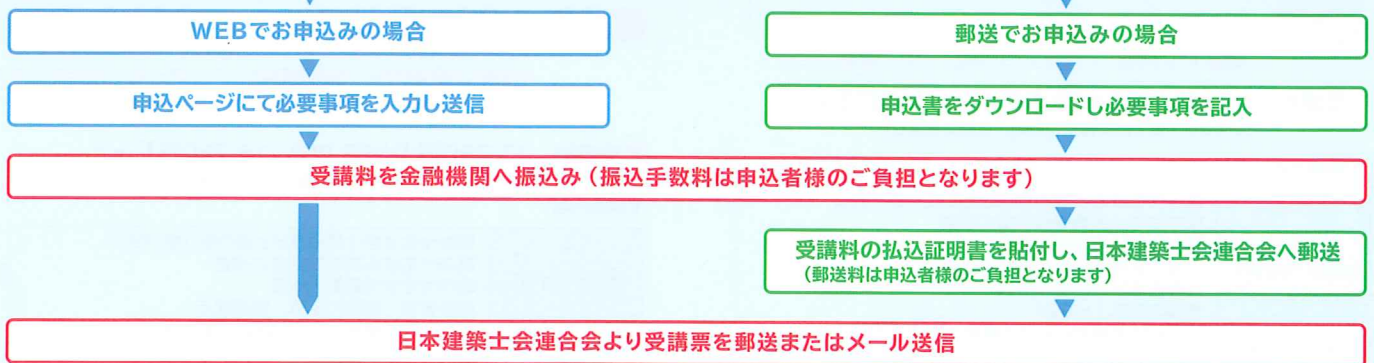 WEBでお申込みの場合
郵送でお申込みの場合
申込ページにて必要事項を入力し送信
申込書をダウンロードし必要事項を記入
受講料を金融機関へ振込み（振込手数料は申込者様のご負担となります）
受講料の払込証明書を貼付し、日本建築士会連合会へ郵送
（郵送料は申込者様のご負担となります）
日本建築士会連合会より受講票を郵送またはメール送信